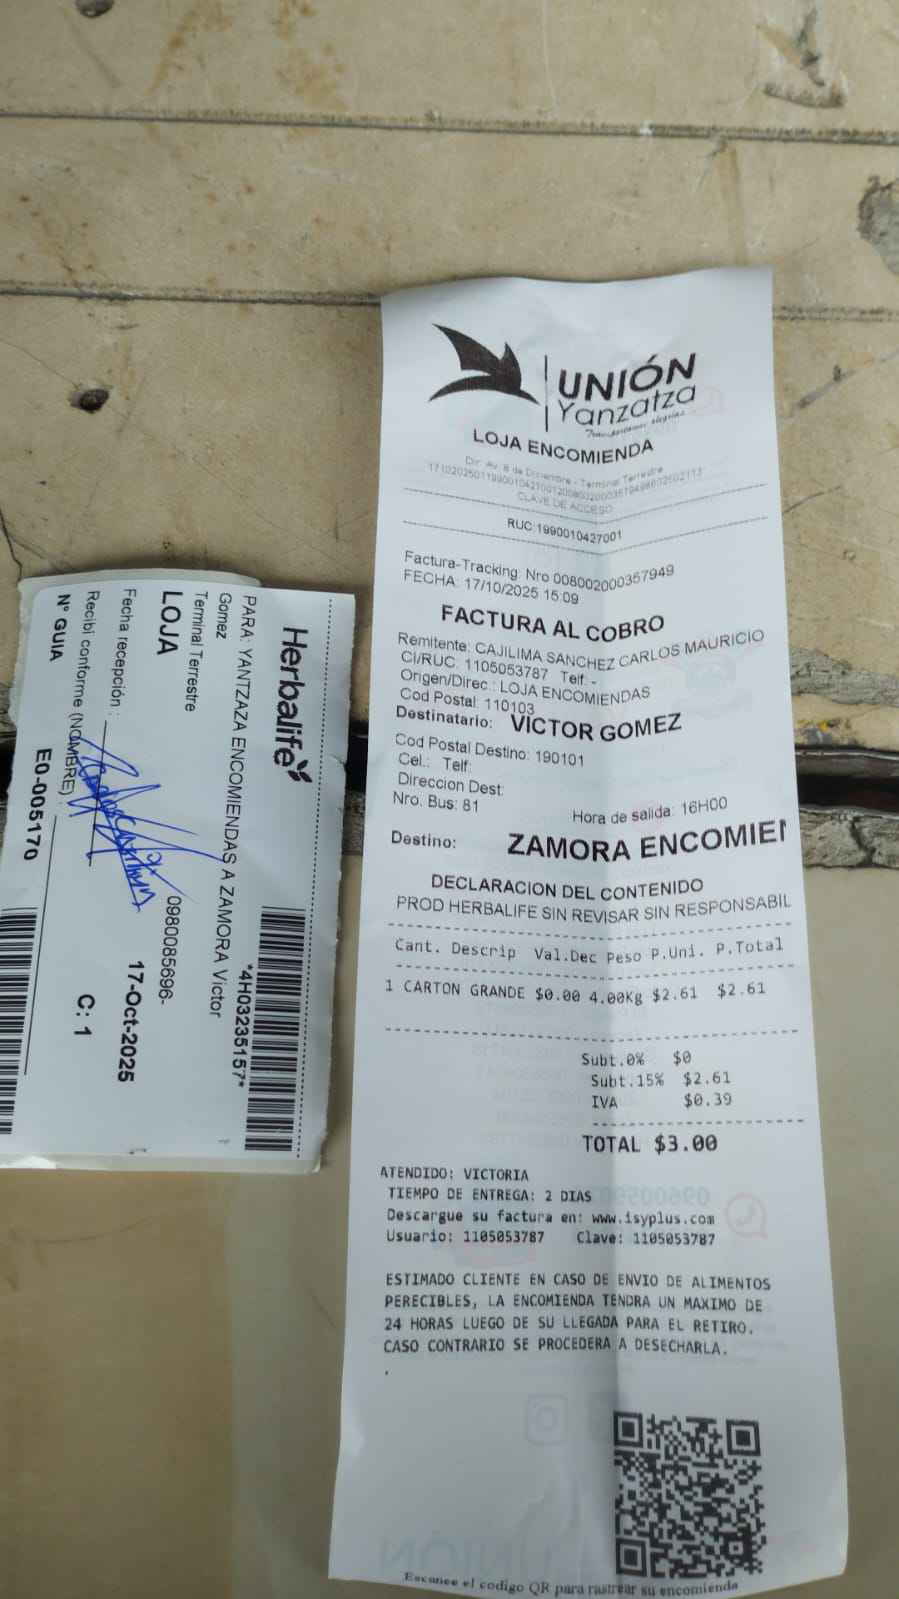 Herbalife
*4H03235157*
PARA: YANTZAZA ENCOMIENDAS A ZAMORA Victor
Gomez
Terminal Terrestre
0980085696-
LOJA
Fecha recepción :
17-Oct-2025
Recibi conforme (NOMBRE) :
C: 1
N° GUIA
E0-005170
UNIÓN
Yanzatza
LOJA ENCOMIENDA
Dir: Av. 8 de Diciembre - Terminal Terrestre
CLAVE DE ACCESO
RUC 1990010427001
Factura-Tracking: Nro 008002000357949
FECHA: 17/10/2025 15:09
FACTURA AL COBRO
Remitente: CAJILIMA SANCHEZ CARLOS MAURICIO
CI/RUC: 1105053787 Telf: -
Origen/Direc.: LOJA ENCOMIENDAS
Cod Postal: 110103
Destinatario: VICTOR GOMEZ
Cod Postal Destino: 190101
Cel.: Telf:
Direccion Dest:
Nro. Bus: 81 Hora de salida: 16H00
Destino: ZAMORA ENCOMIEN
DECLARACION DEL CONTENIDO
PROD HERBALIFE SIN REVISAR SIN RESPONSABIL
Cant. Descrip Val.Dec Peso P.Uni. P.Total
1 CARTON GRANDE $0.00 4.00Kg $2.61 $2.61
Subt.0% $0
Subt.15% $2.61
IVA $0.39
TOTAL $3.00
ATENDIDO: VICTORIA
TIEMPO DE ENTREGA: 2 DIAS
Descargue su factura en: www.isyplus.com
Usuario: 1105053787 Clave: 1105053787
ESTIMADO CLIENTE EN CASO DE ENVIO DE ALIMENTOS
PERECIBLES, LA ENCOMIENDA TENDRA UN MAXIMO DE
24 HORAS LUEGO DE SU LLEGADA PARA EL RETIRO.
CASO CONTRARIO SE PROCEDERA A DESECHARLA.
.
Escanee el codigo QR para rastrear su encomienda